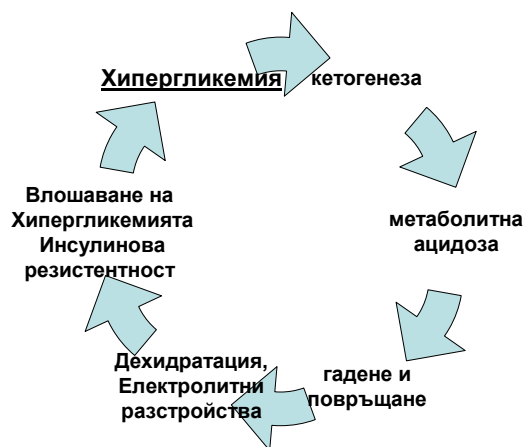 Хипергликемия
кетогенеза
метаболитна
ацидоза
гадене и
повръщане
Дехидратация,
Електролитни
разстройства
Влошаване на
Хипергликемията
Инсулинова
резистентност